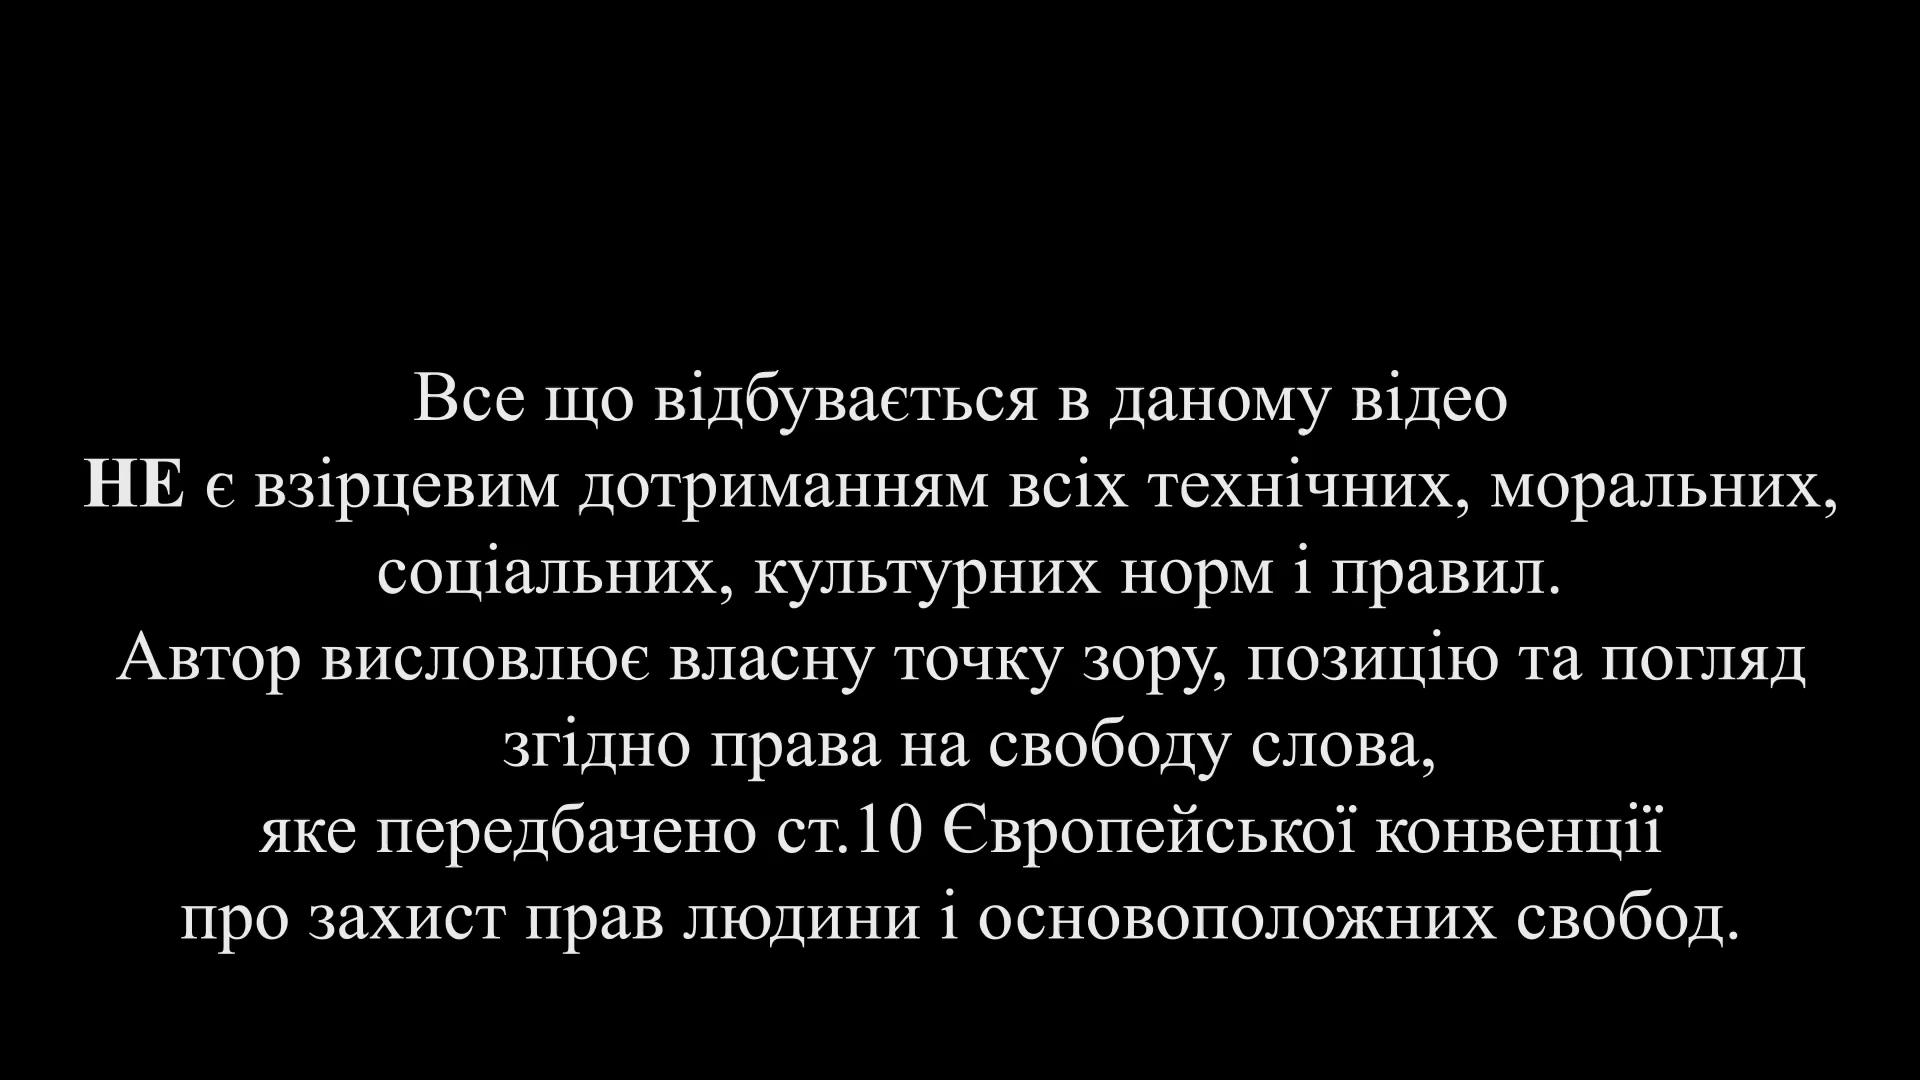 Все що відбувається в даному відео
НЕ є взірцевим дотриманням всіх технічних, моральних,
соціальних, культурних норм і правил.
Автор висловлює власну точку зору, позицію та погляд
згідно права на свободу слова,
яке передбачено ст.10 Європейської конвенції
про захист прав людини і основоположних свобод.